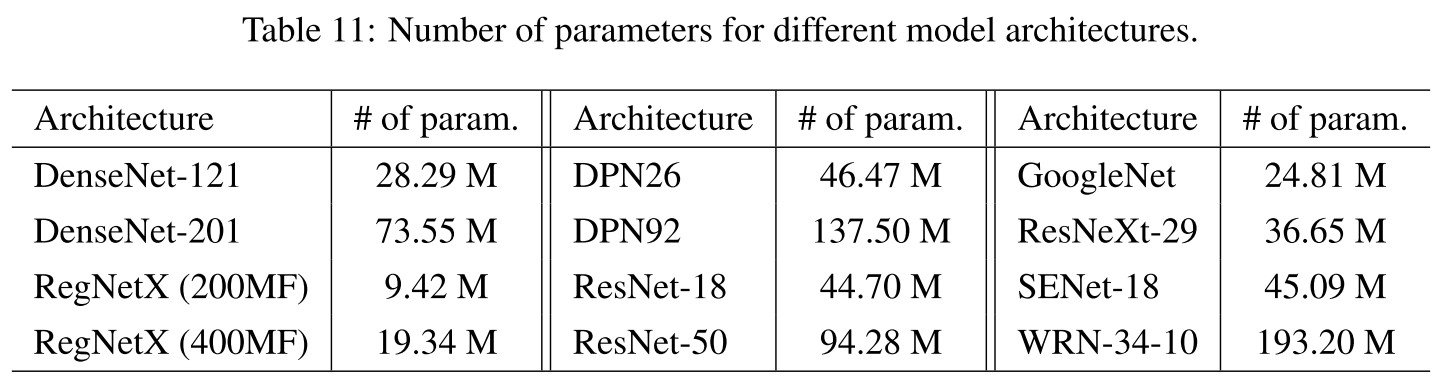 Table 11: Number of parameters for different model architectures.
Architecture # of param. Architecture # of param. Architecture # of param.
DenseNet-121 28.29 M DPN26 46.47 M GoogleNet 24.81 M
DenseNet-201 73.55 M DPN92 137.50 M ResNeXt-29 36.65 M
RegNetX (200MF) 9.42 M ResNet-18 44.70 M SENet-18 45.09 M
RegNetX (400MF) 19.34 M ResNet-50 94.28 M WRN-34-10 193.20 M